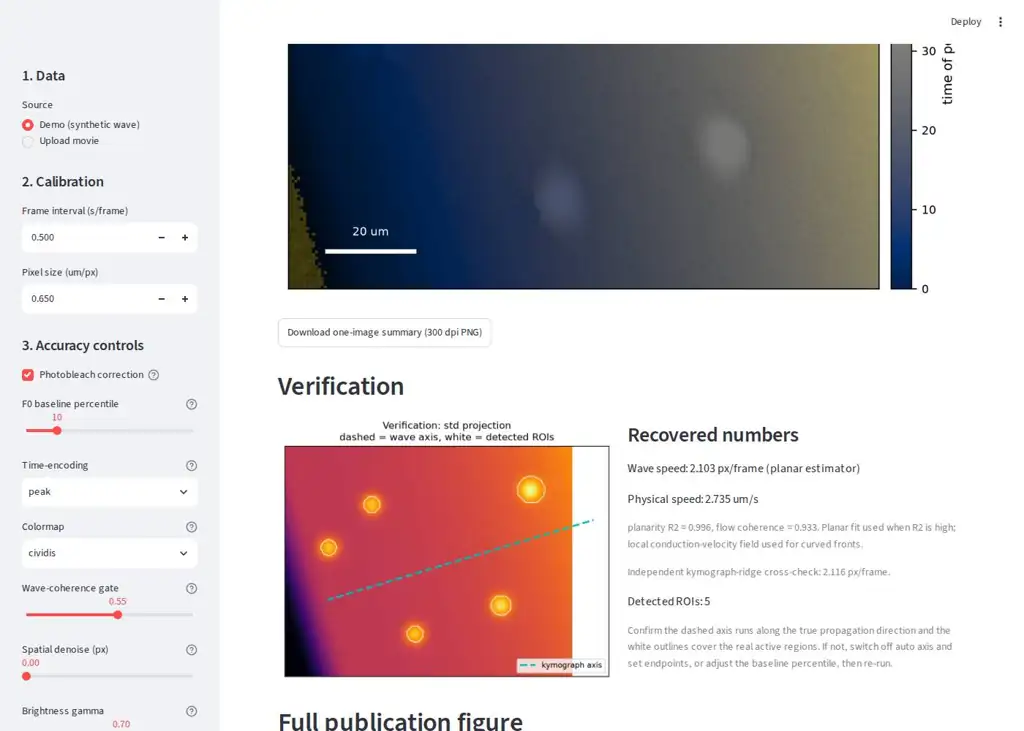 Deploy
1. Data
Source
Demo (synthetic wave)
Upload movie
2. Calibration
Frame interval (s/frame)
0.500
Pixel size (um/px)
0.650
3. Accuracy controls
Photobleach correction
F0 baseline percentile
10
Time-encoding
peak
Colormap
cividis
Wave-coherence gate
0.55
Spatial denoise (px)
0.00
Brightness gamma
0.70
20 um
30
20
10
0
time of p
Download one-image summary (300 dpi PNG)
Verification
Verification: std projection
dashed = wave axis, white = detected ROIs
kymograph axis
Recovered numbers
Wave speed: 2.103 px/frame (planar estimator)
Physical speed: 2.735 um/s
planarity R2 = 0.996, flow coherence = 0.933. Planar fit used when R2 is high;
local conduction-velocity field used for curved fronts.
Independent kymograph-ridge cross-check: 2.116 px/frame.
Detected ROIs: 5
Confirm the dashed axis runs along the true propagation direction and the
white outlines cover the real active regions. If not, switch off auto axis and
set endpoints, or adjust the baseline percentile, then re-run.
Full publication figure